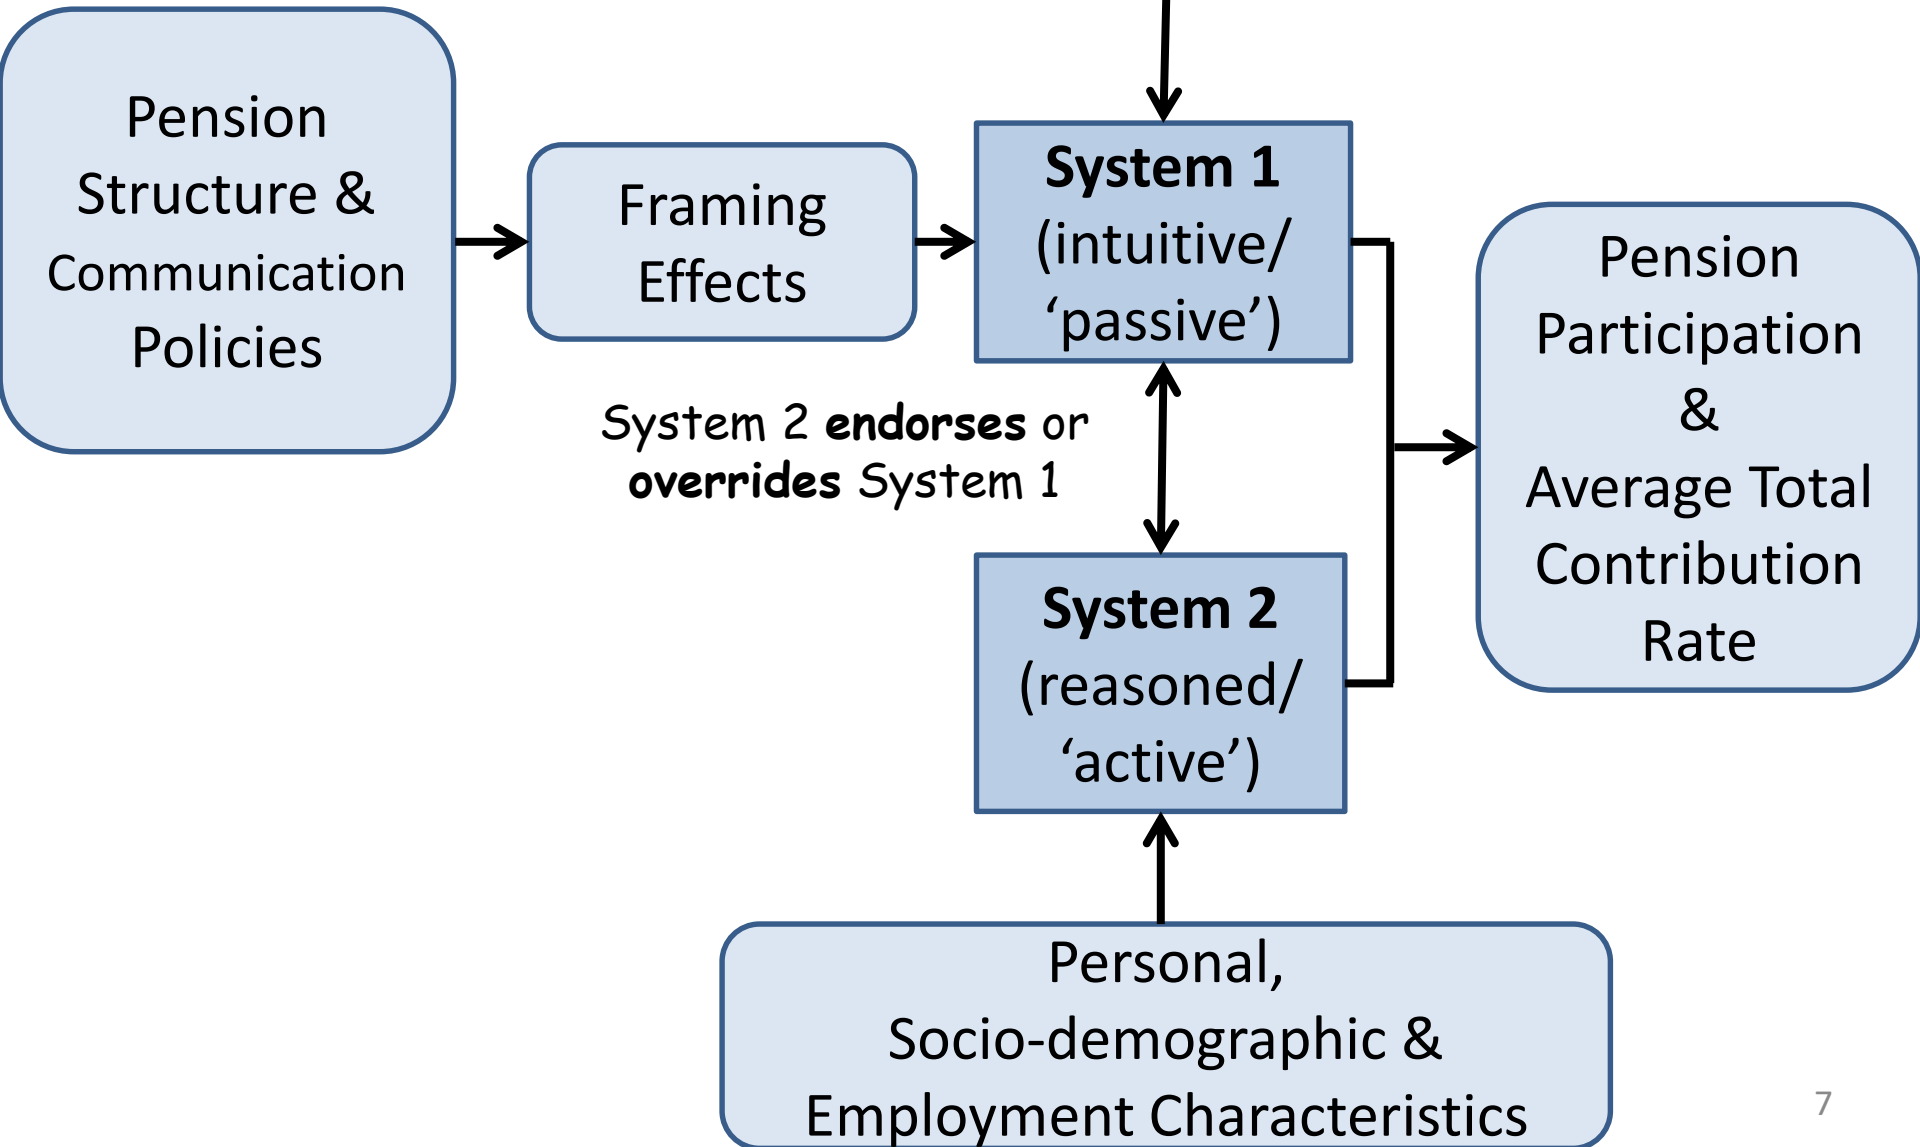 Pension
Structure &
Communication
Policies
Framing
Effects
System 1
(intuitive/
‘passive’)
System 2 endorses or
overrides System 1
System 2
(reasoned/
‘active’)
Pension
Participation
&
Average Total
Contribution
Rate
Personal,
Socio-demographic &
Employment Characteristics
7